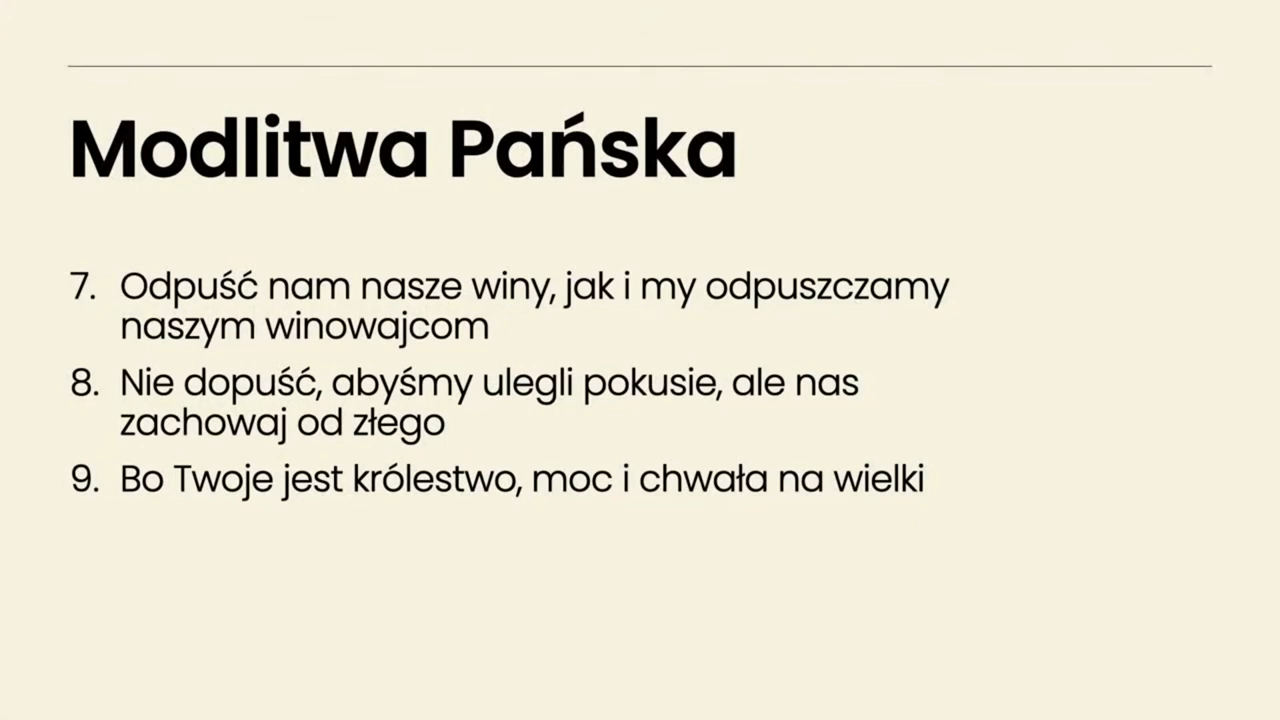 Modlitwa Pańska
7. Odpuść nam nasze winy, jak i my odpuszczamy
naszym winowajcom
8. Nie dopuść, abyśmy ulegli pokusie, ale nas
zachowaj od złego
9. Bo Twoje jest królestwo, moc i chwała na wielki